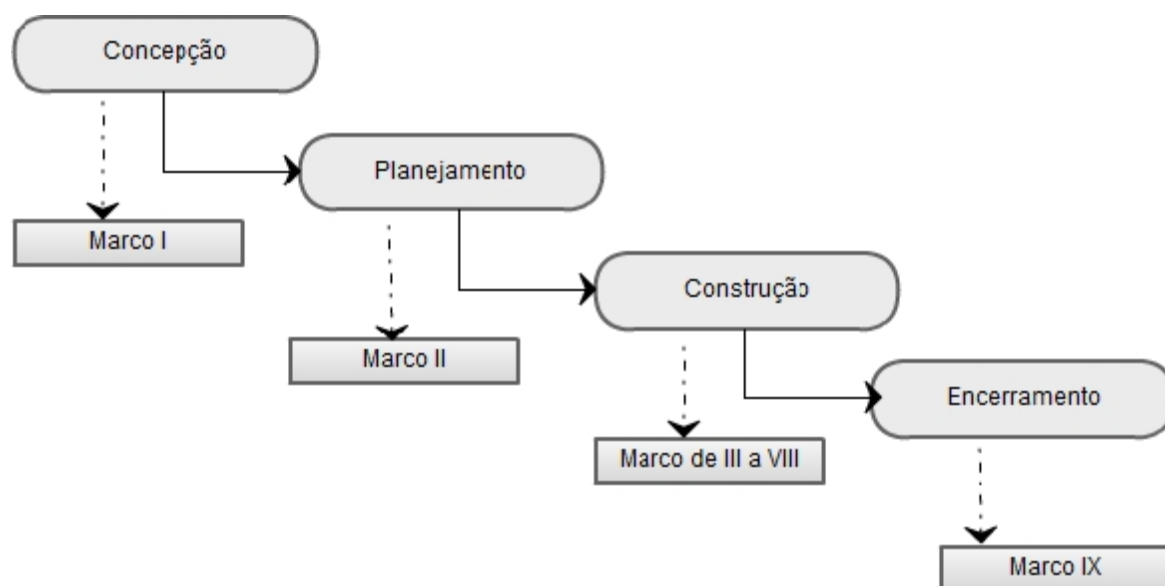 Concepção
Planejamento
Marco I
Construção
Marco II
Encerramento
Marco de III a VIII
Marco IX